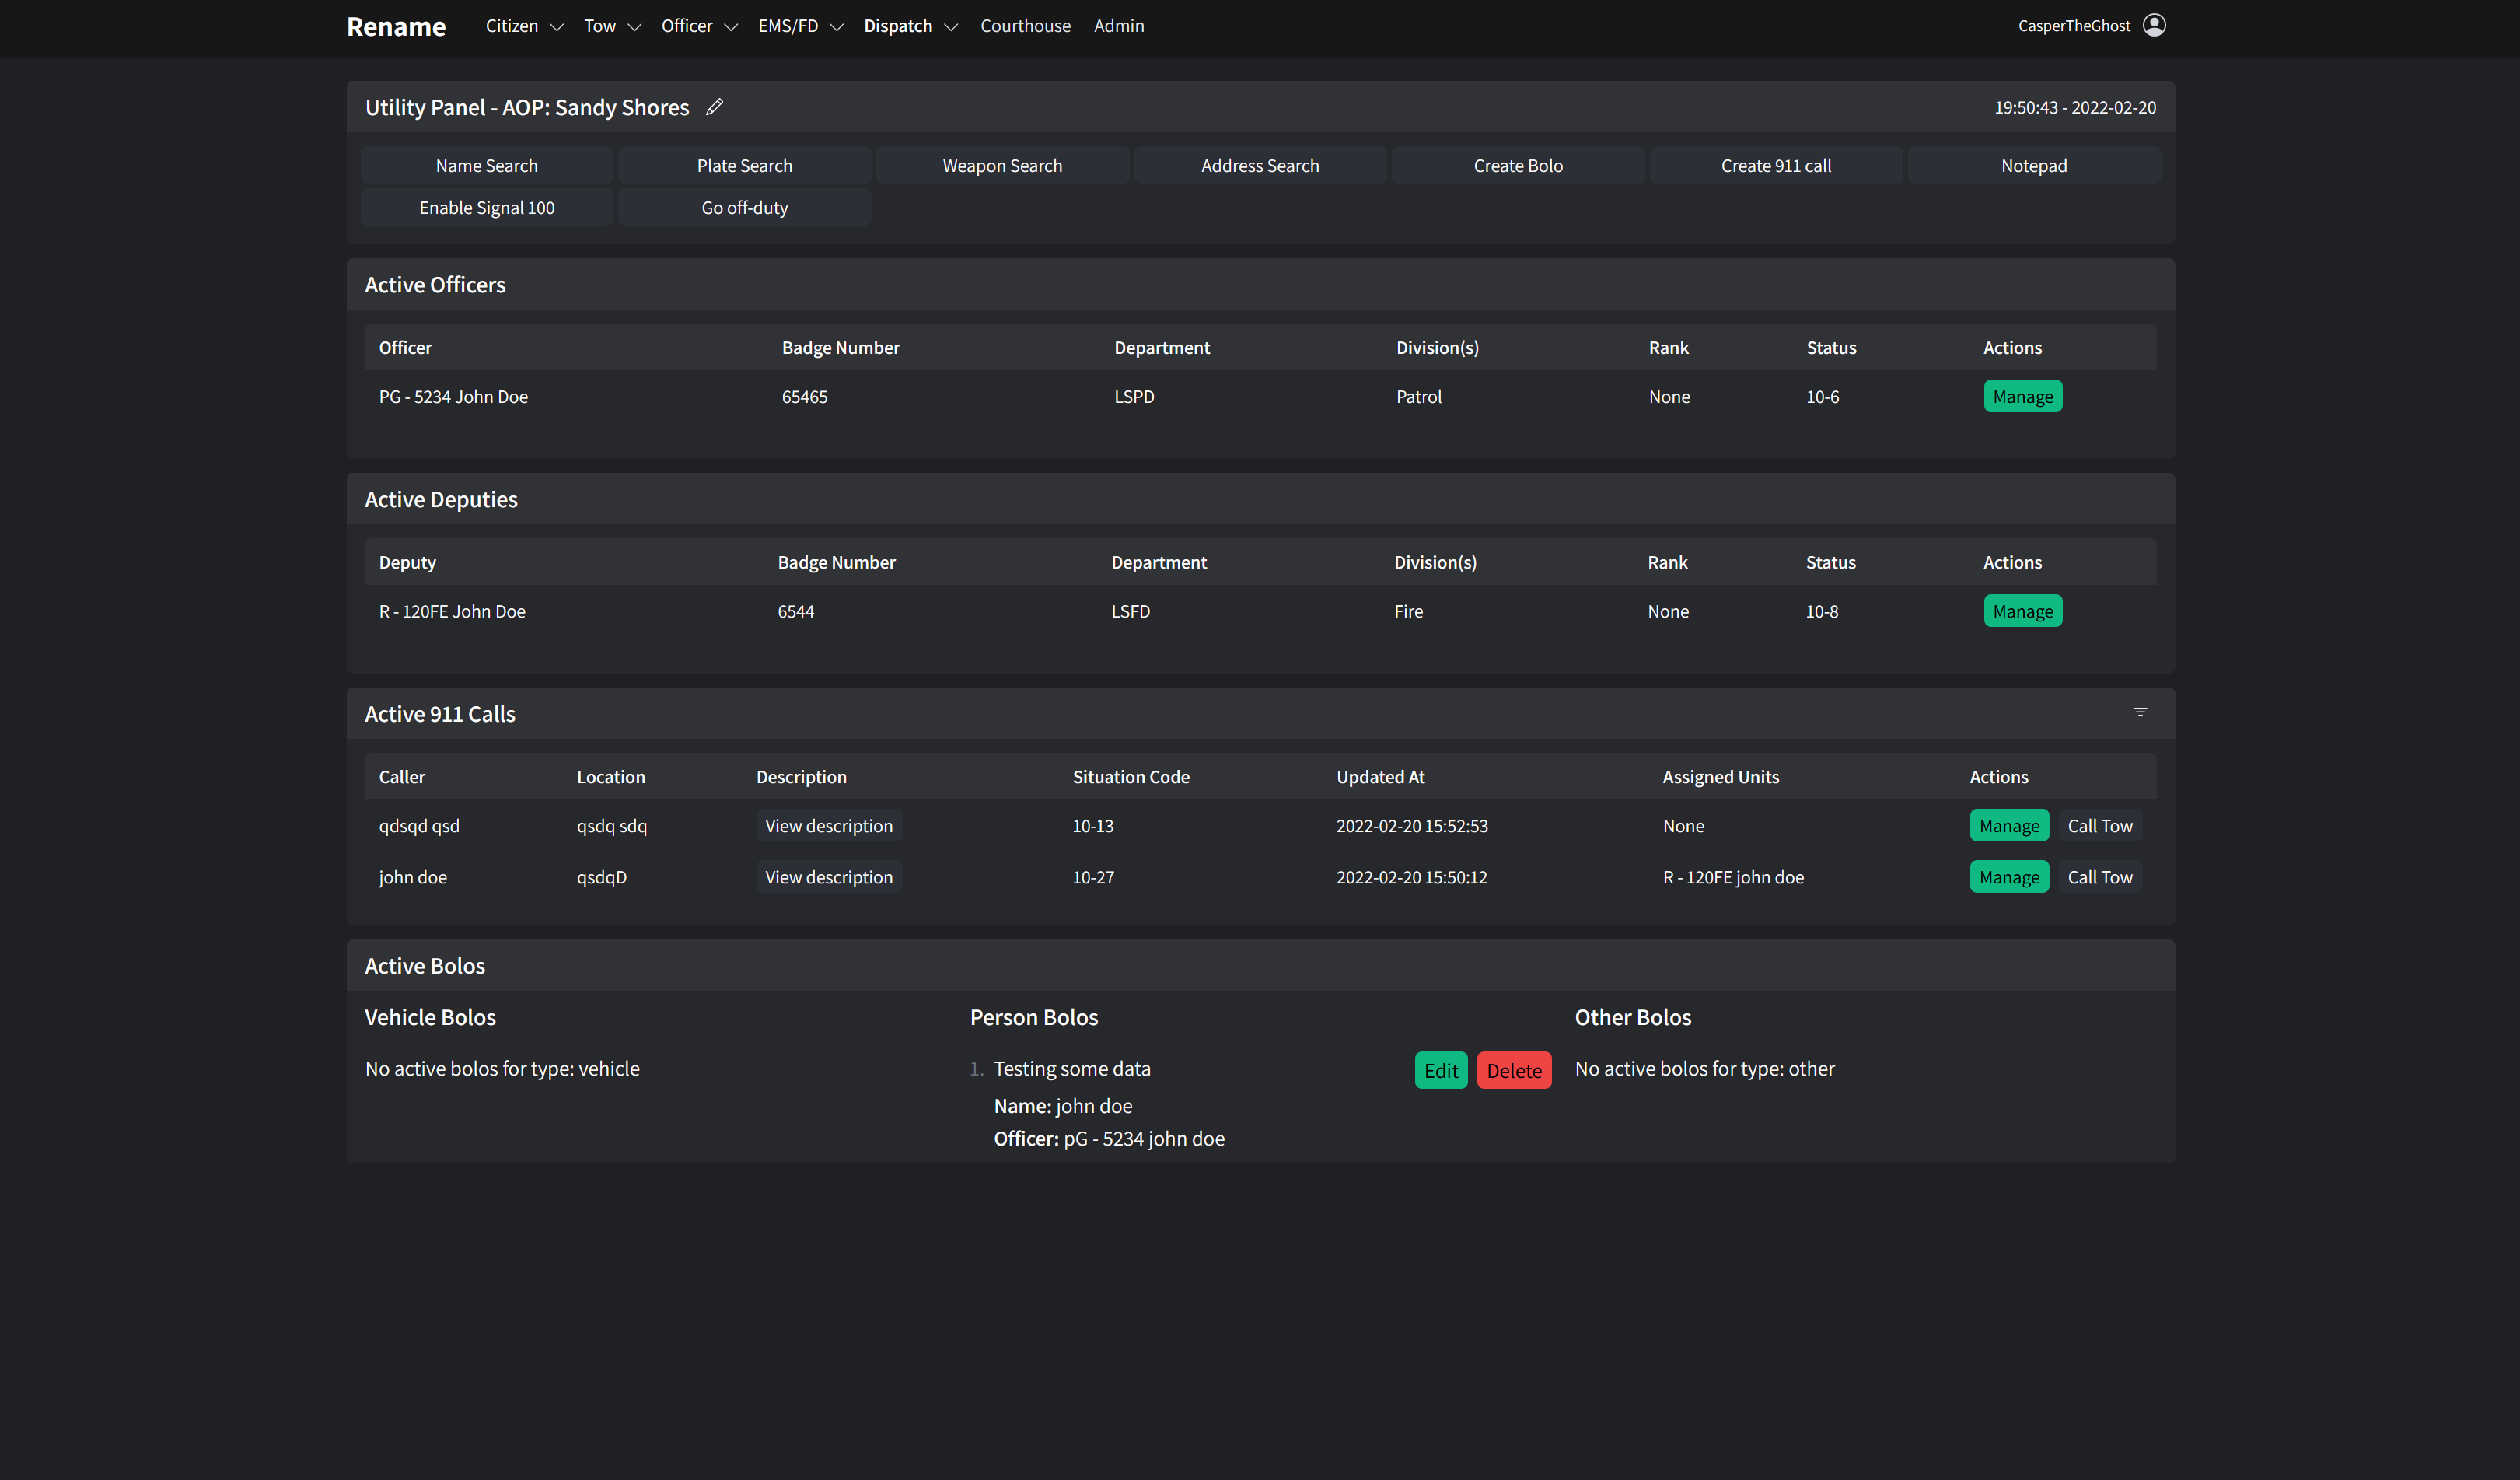 Rename Citizen Tow Officer EMS/FD Dispatch Courthouse Admin CasperTheGhost
Utility Panel - AOP: Sandy Shores 19:50:43 - 2022-02-20
Name Search Plate Search Weapon Search Address Search Create Bolo Create 911 call Notepad
Enable Signal 100 Go off-duty
Active Officers
Officer Badge Number Department Division(s) Rank Status Actions
PG - 5234 John Doe 65465 LSPD Patrol None 10-6 Manage
Active Deputies
Deputy Badge Number Department Division(s) Rank Status Actions
R - 120FE John Doe 6544 LSFD Fire None 10-8 Manage
Active 911 Calls
Caller Location Description Situation Code Updated At Assigned Units Actions
qdsqd qsd qsdq sdq View description 10-13 2022-02-20 15:52:53 None Manage Call Tow
john doe qsdqD View description 10-27 2022-02-20 15:50:12 R - 120FE john doe Manage Call Tow
Active Bolos
Vehicle Bolos Person Bolos Other Bolos
No active bolos for type: vehicle 1. Testing some data Edit Delete No active bolos for type: other
Name: john doe
Officer: pG - 5234 john doe